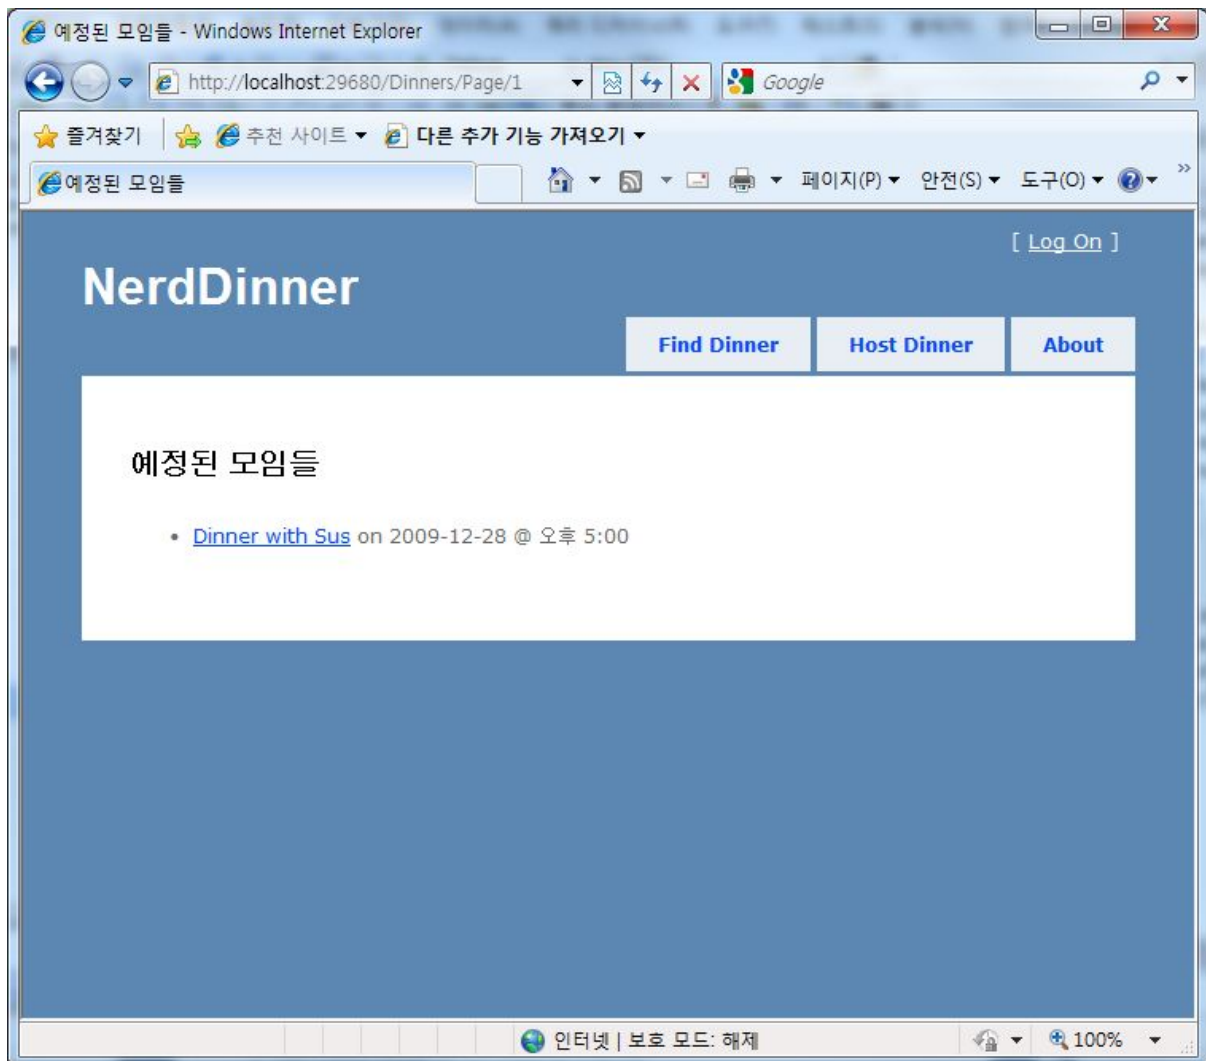 예정된 모임들 - Windows Internet Explorer
http://localhost:29680/Dinners/Page/1
Google
즐겨찾기 추천 사이트 다른 추가 기능 가져오기
예정된 모임들 페이지(P) 안전(S) 도구(O) »
[ Log On ]
NerdDinner
Find Dinner Host Dinner About
예정된 모임들
• Dinner with Sus on 2009-12-28 @ 오후 5:00
인터넷 | 보호 모드: 해제 100%